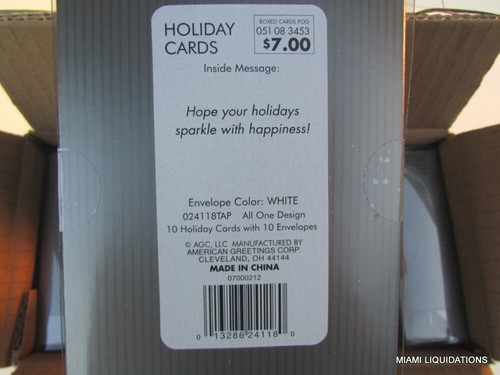 HOLIDAY
CARDS
BOXED CARDS POG
051 08 3453
$7.00
Inside Message:
Hope your holidays
sparkle with happiness!
Envelope Color: WHITE
024118TAP All One Design
10 Holiday Cards with 10 Envelopes
© AGC, LLC MANUFACTURED BY
AMERICAN GREETINGS CORP.
CLEVELAND, OH 44144
MADE IN CHINA
07000212
0 13286 24118 0
MIAMI LIQUIDATIONS